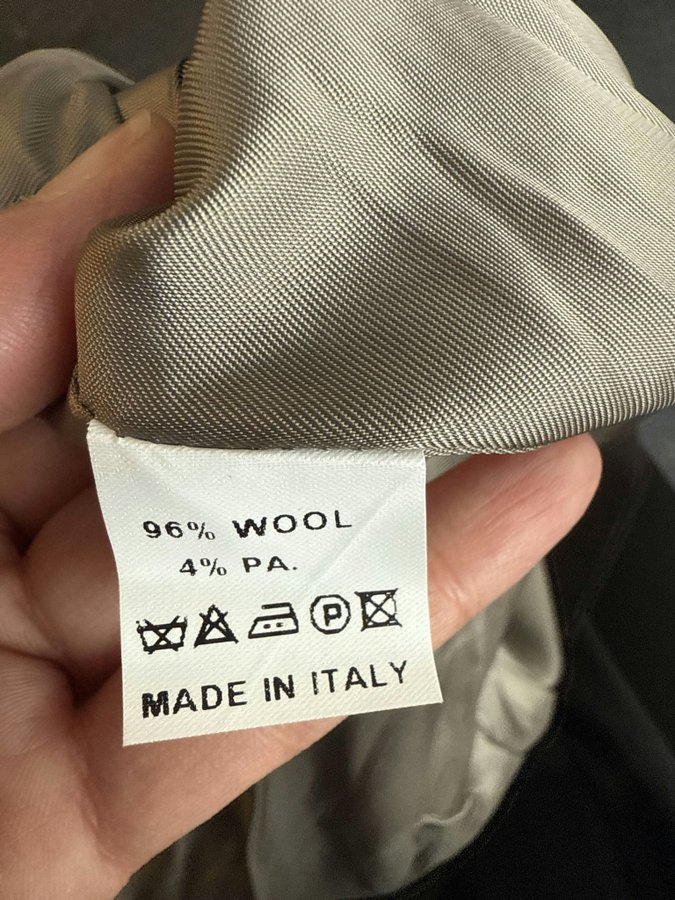 96% WOOL
4% PA.
P
MADE IN ITALY